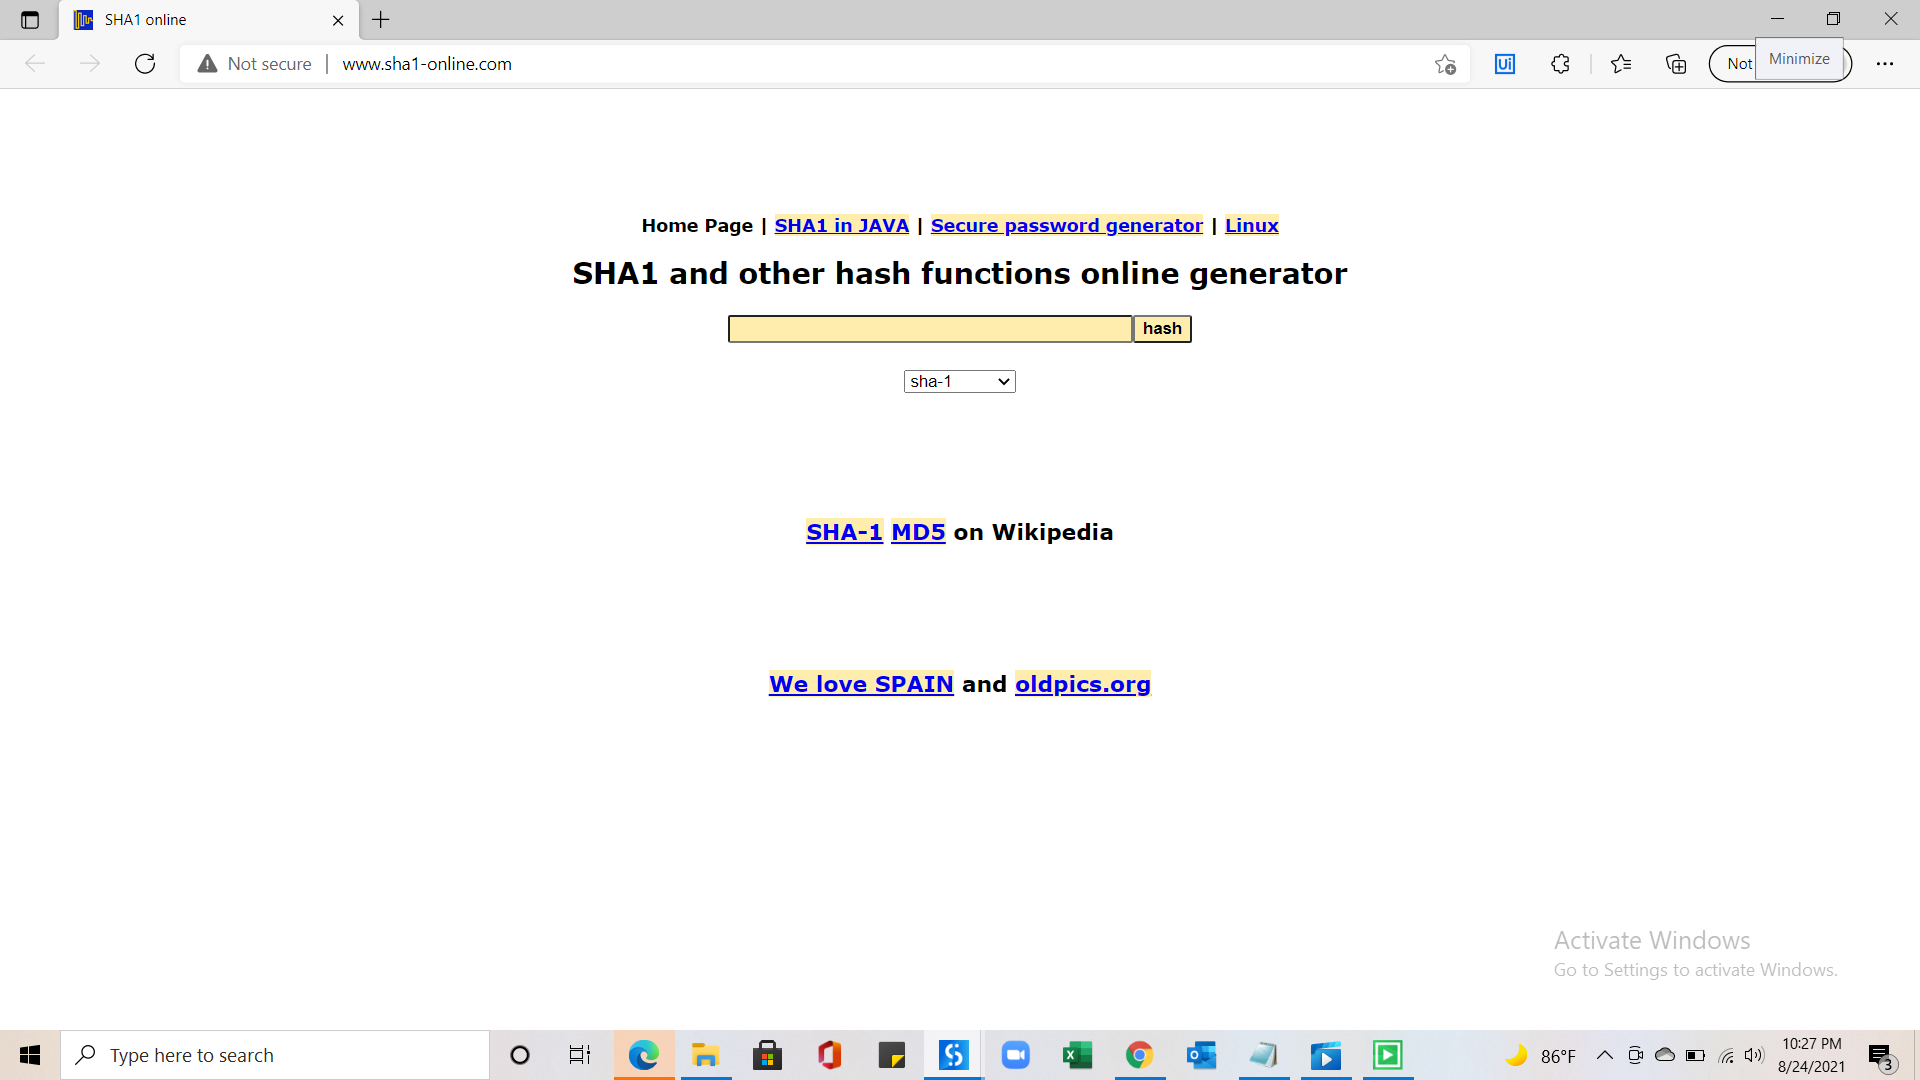 SHA1 online
Not secure | www.sha1-online.com
Not
Minimize
Home Page | SHA1 in JAVA | Secure password generator | Linux
SHA1 and other hash functions online generator
hash
sha-1
SHA-1 MD5 on Wikipedia
We love SPAIN and oldpics.org
Activate Windows
Go to Settings to activate Windows.
Type here to search
86°F
10:27 PM
8/24/2021
3